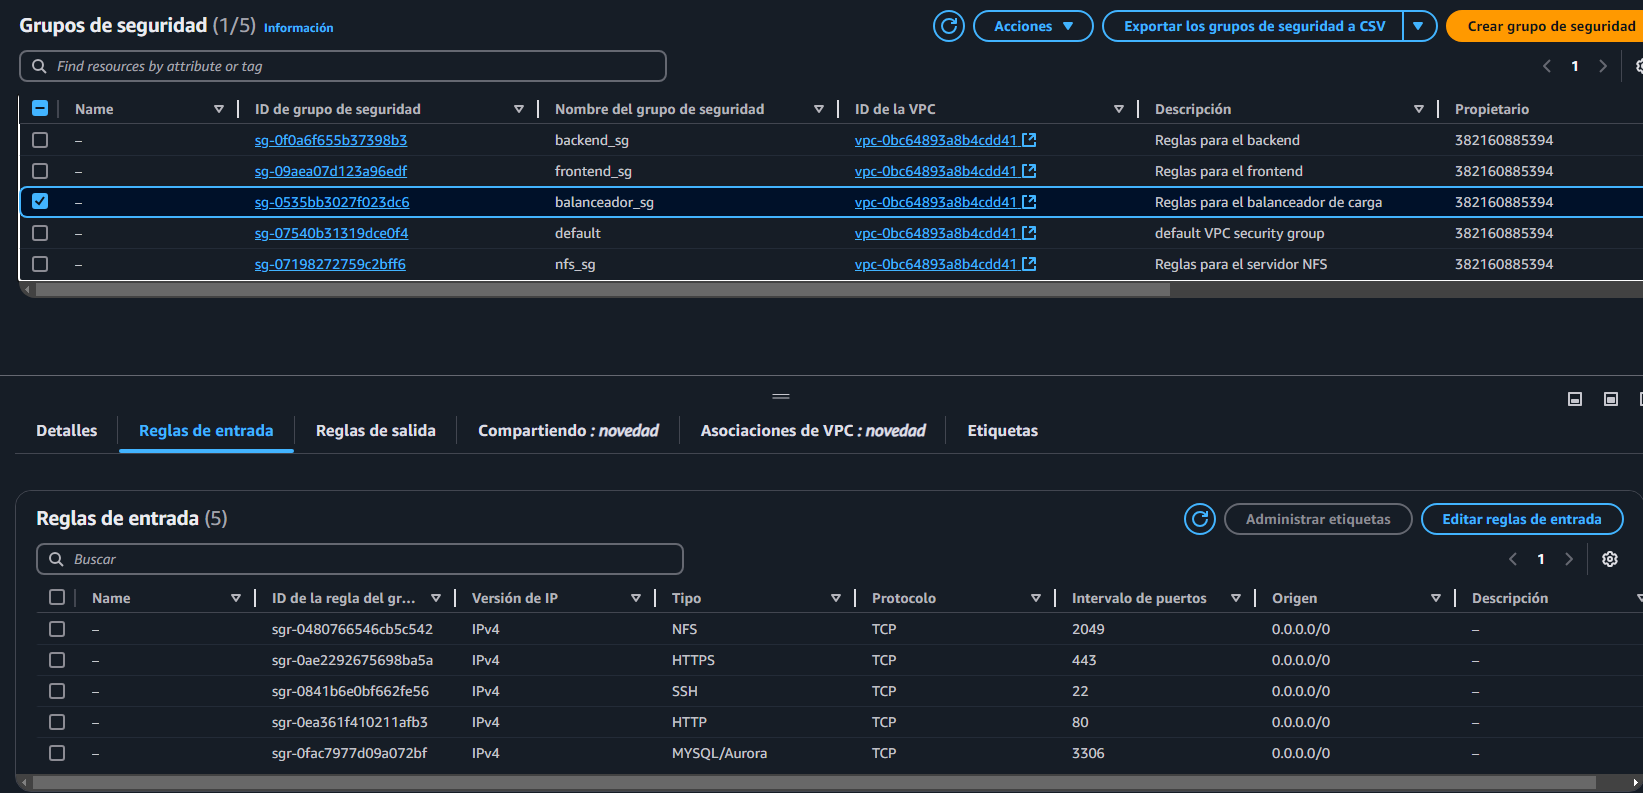 Grupos de seguridad (1/5) Información
Acciones
Exportar los grupos de seguridad a CSV
Crear grupo de seguridad
Find resources by attribute or tag
1
Name ID de grupo de seguridad Nombre del grupo de seguridad ID de la VPC Descripción Propietario
– sg-0f0a6f655b37398b3 backend_sg vpc-0bc64893a8b4cdd41 Reglas para el backend 382160885394
– sg-09aea07d123a96edf frontend_sg vpc-0bc64893a8b4cdd41 Reglas para el frontend 382160885394
– sg-0535bb3027f023dc6 balanceador_sg vpc-0bc64893a8b4cdd41 Reglas para el balanceador de carga 382160885394
– sg-07540b31319dce0f4 default vpc-0bc64893a8b4cdd41 default VPC security group 382160885394
– sg-07198272759c2bff6 nfs_sg vpc-0bc64893a8b4cdd41 Reglas para el servidor NFS 382160885394
Detalles Reglas de entrada Reglas de salida Compartiendo : novedad Asociaciones de VPC : novedad Etiquetas
Reglas de entrada (5)
Administrar etiquetas
Editar reglas de entrada
Buscar
1
Name ID de la regla del gr... Versión de IP Tipo Protocolo Intervalo de puertos Origen Descripción
– sgr-0480766546cb5c542 IPv4 NFS TCP 2049 0.0.0.0/0 –
– sgr-0ae2292675698ba5a IPv4 HTTPS TCP 443 0.0.0.0/0 –
– sgr-0841b6e0bf662fe56 IPv4 SSH TCP 22 0.0.0.0/0 –
– sgr-0ea361f410211afb3 IPv4 HTTP TCP 80 0.0.0.0/0 –
– sgr-0fac7977d09a072bf IPv4 MYSQL/Aurora TCP 3306 0.0.0.0/0 –